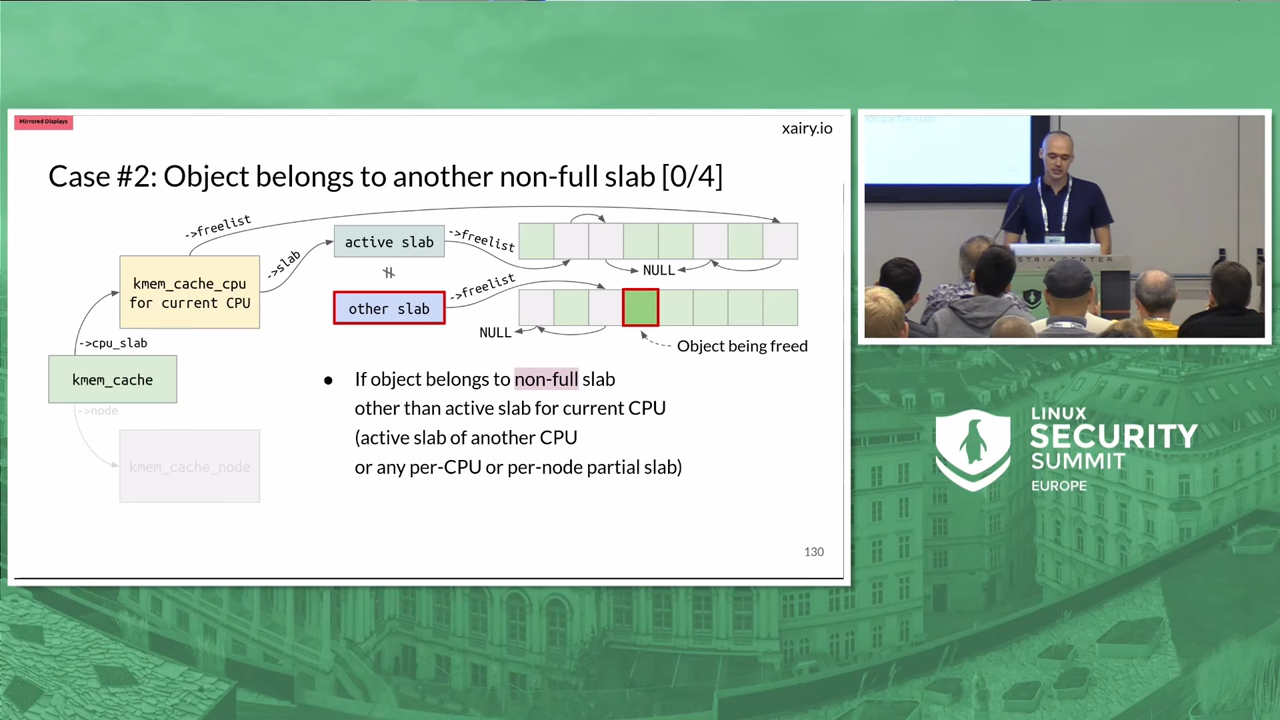 Mirrored Displays
xairy.io
Case #2: Object belongs to another non-full slab [0/4]
->freelist
active slab
->freelist
->slab
kmem_cache_cpu
for current CPU
NULL
other slab
->freelist
NULL
Object being freed
->cpu_slab
kmem_cache
->node
kmem_cache_node
● If object belongs to non-full slab
other than active slab for current CPU
(active slab of another CPU
or any per-CPU or per-node partial slab)
130
STRIA CENTER
LINUX
SECURITY
SUMMIT
EUROPE